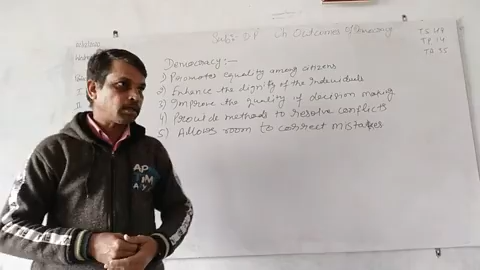 Sub:- D.P Ch. Outcomes of Democracy
Democracy:-
1) Promotes equality among citizens
2) Enhance the dignity of the Individuals
3) Improve the quality of decision making
4) Provide methods to resolve conflicts
5) Allows room to correct mistakes